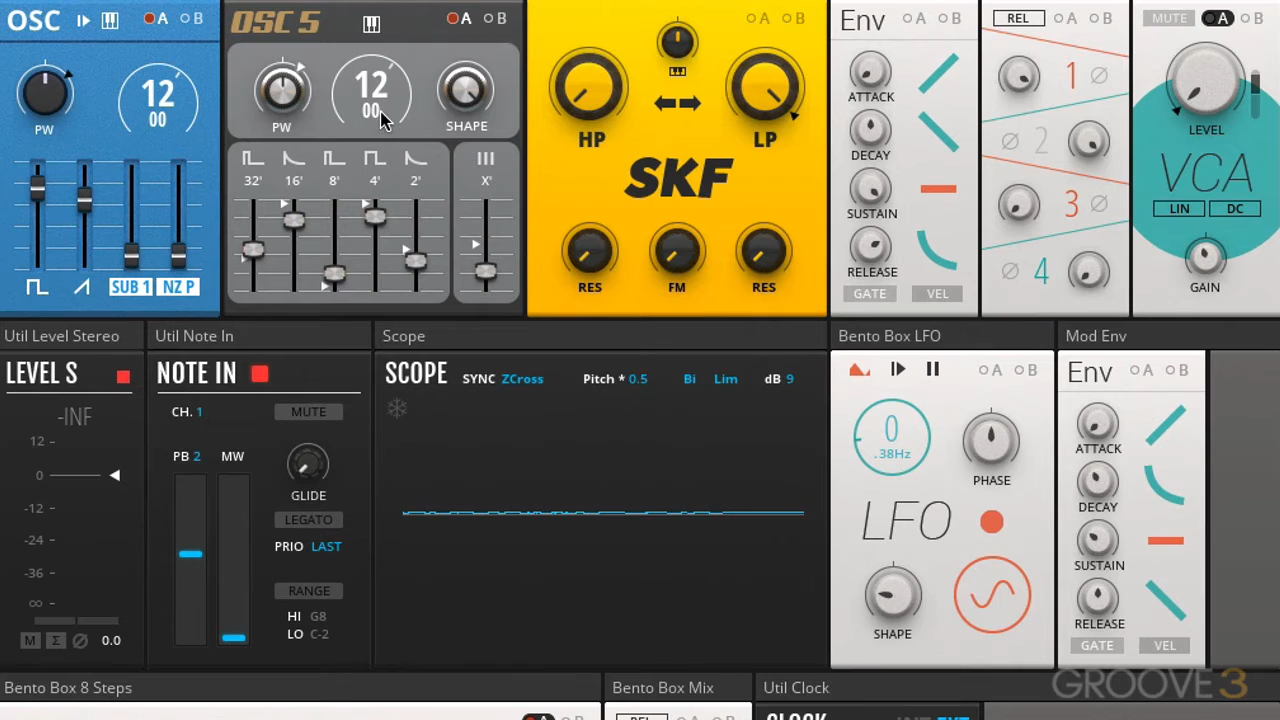 OSC A B
12
00
PW
SUB 1 NZ P
OSC 5 A B
12
00
PW SHAPE
32' 16' 8' 4' 2' X'
A B
HP LP
SKF
RES FM RES
Env A B
ATTACK
DECAY
SUSTAIN
RELEASE
GATE VEL
REL A B
1 Ø
Ø 2
3 Ø
Ø 4
MUTE A B
LEVEL
VCA
LIN DC
GAIN
Util Level Stereo
LEVEL S
-INF
12
0
-12
-24
-36
∞
M Σ Ø 0.0
Util Note In
NOTE IN
CH. 1 MUTE
PB 2 MW
GLIDE
LEGATO
PRIO LAST
RANGE
HI G8
LO C-2
Scope
SCOPE SYNC ZCross Pitch * 0.5 Bi Lim dB 9
Bento Box LFO
A B
0
.38Hz
PHASE
LFO
SHAPE
Mod Env
Env A B
ATTACK
DECAY
SUSTAIN
RELEASE
GATE VEL
GROOVE3
Bento Box 8 Steps
A B
Bento Box Mix
REL A B
Util Clock
CLOCK INT EXT